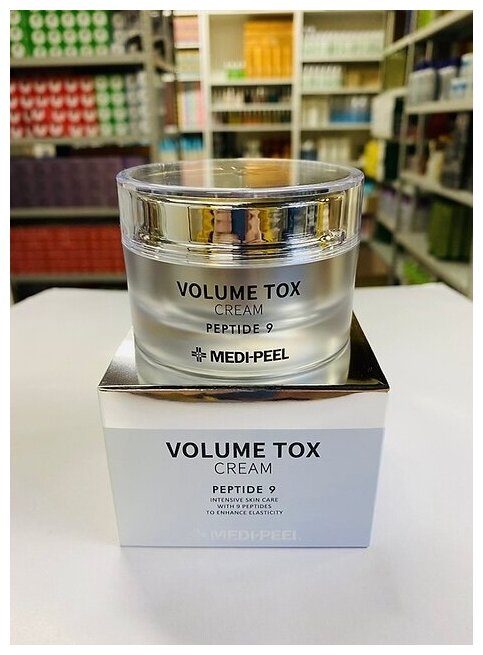 VOLUME TOX
CREAM
PEPTIDE 9
MEDI-PEEL
VOLUME TOX
CREAM
PEPTIDE 9
INTENSIVE SKIN CARE
WITH 9 PEPTIDES
TO ENHANCE ELASTICITY
MEDI-PEEL